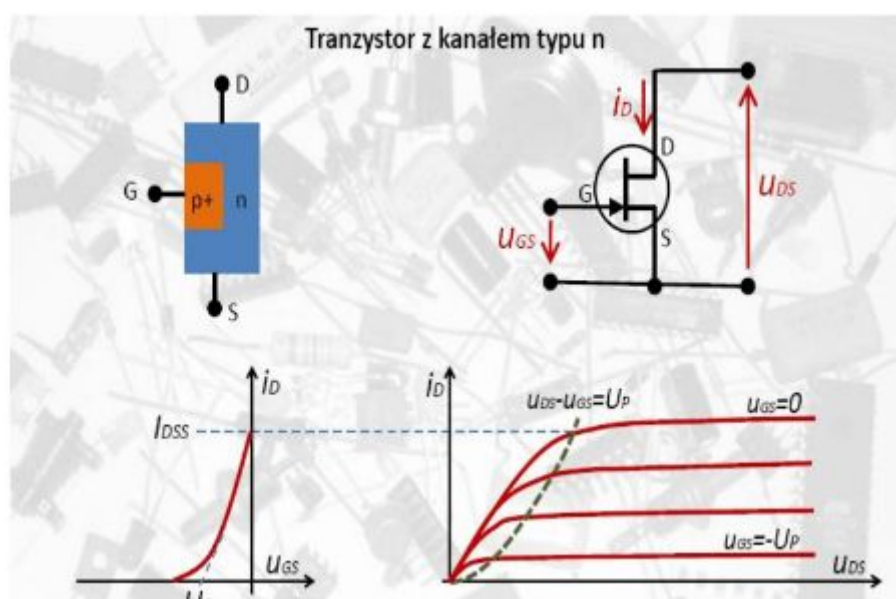 Tranzystor z kanałem typu n
D
G
p+
n
S
iD
D
G
S
uGS
uDS
iD
IDSS
uGS
iD
uDS-uGS=UP
uGS=0
uGS=-UP
uDS